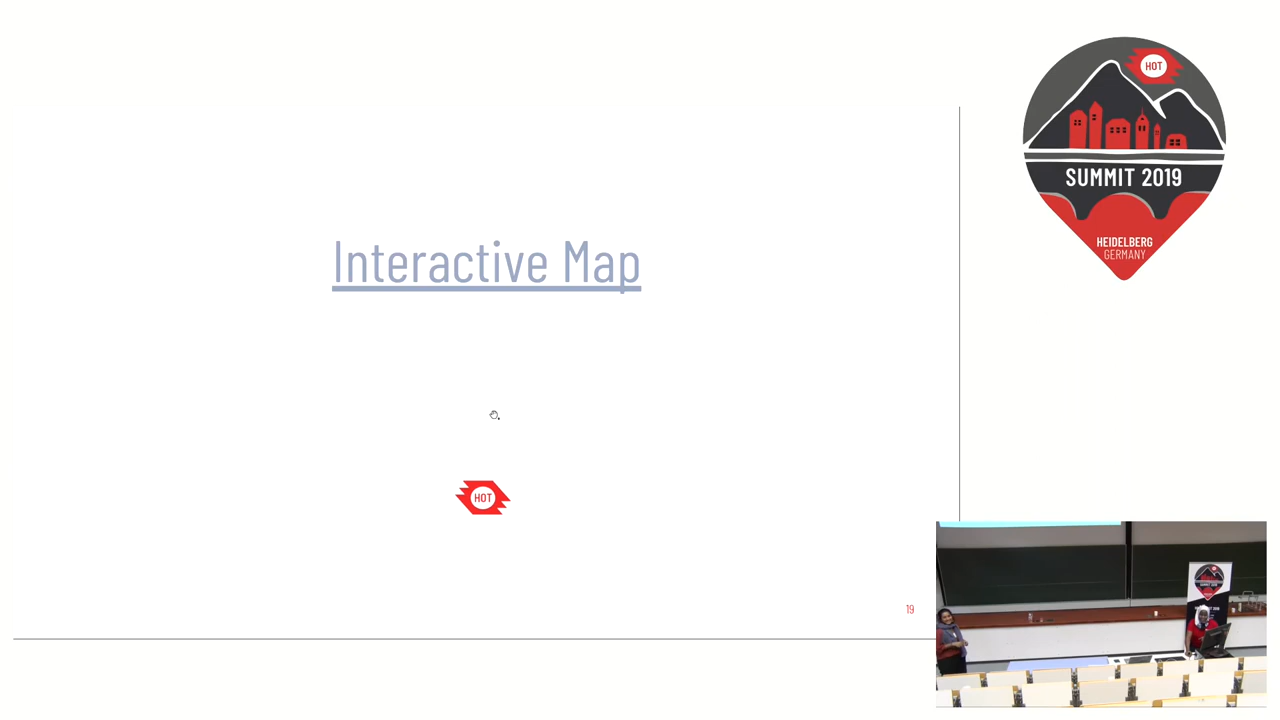 HOT
SUMMIT 2019
HEIDELBERG
GERMANY
Interactive Map
HOT
19